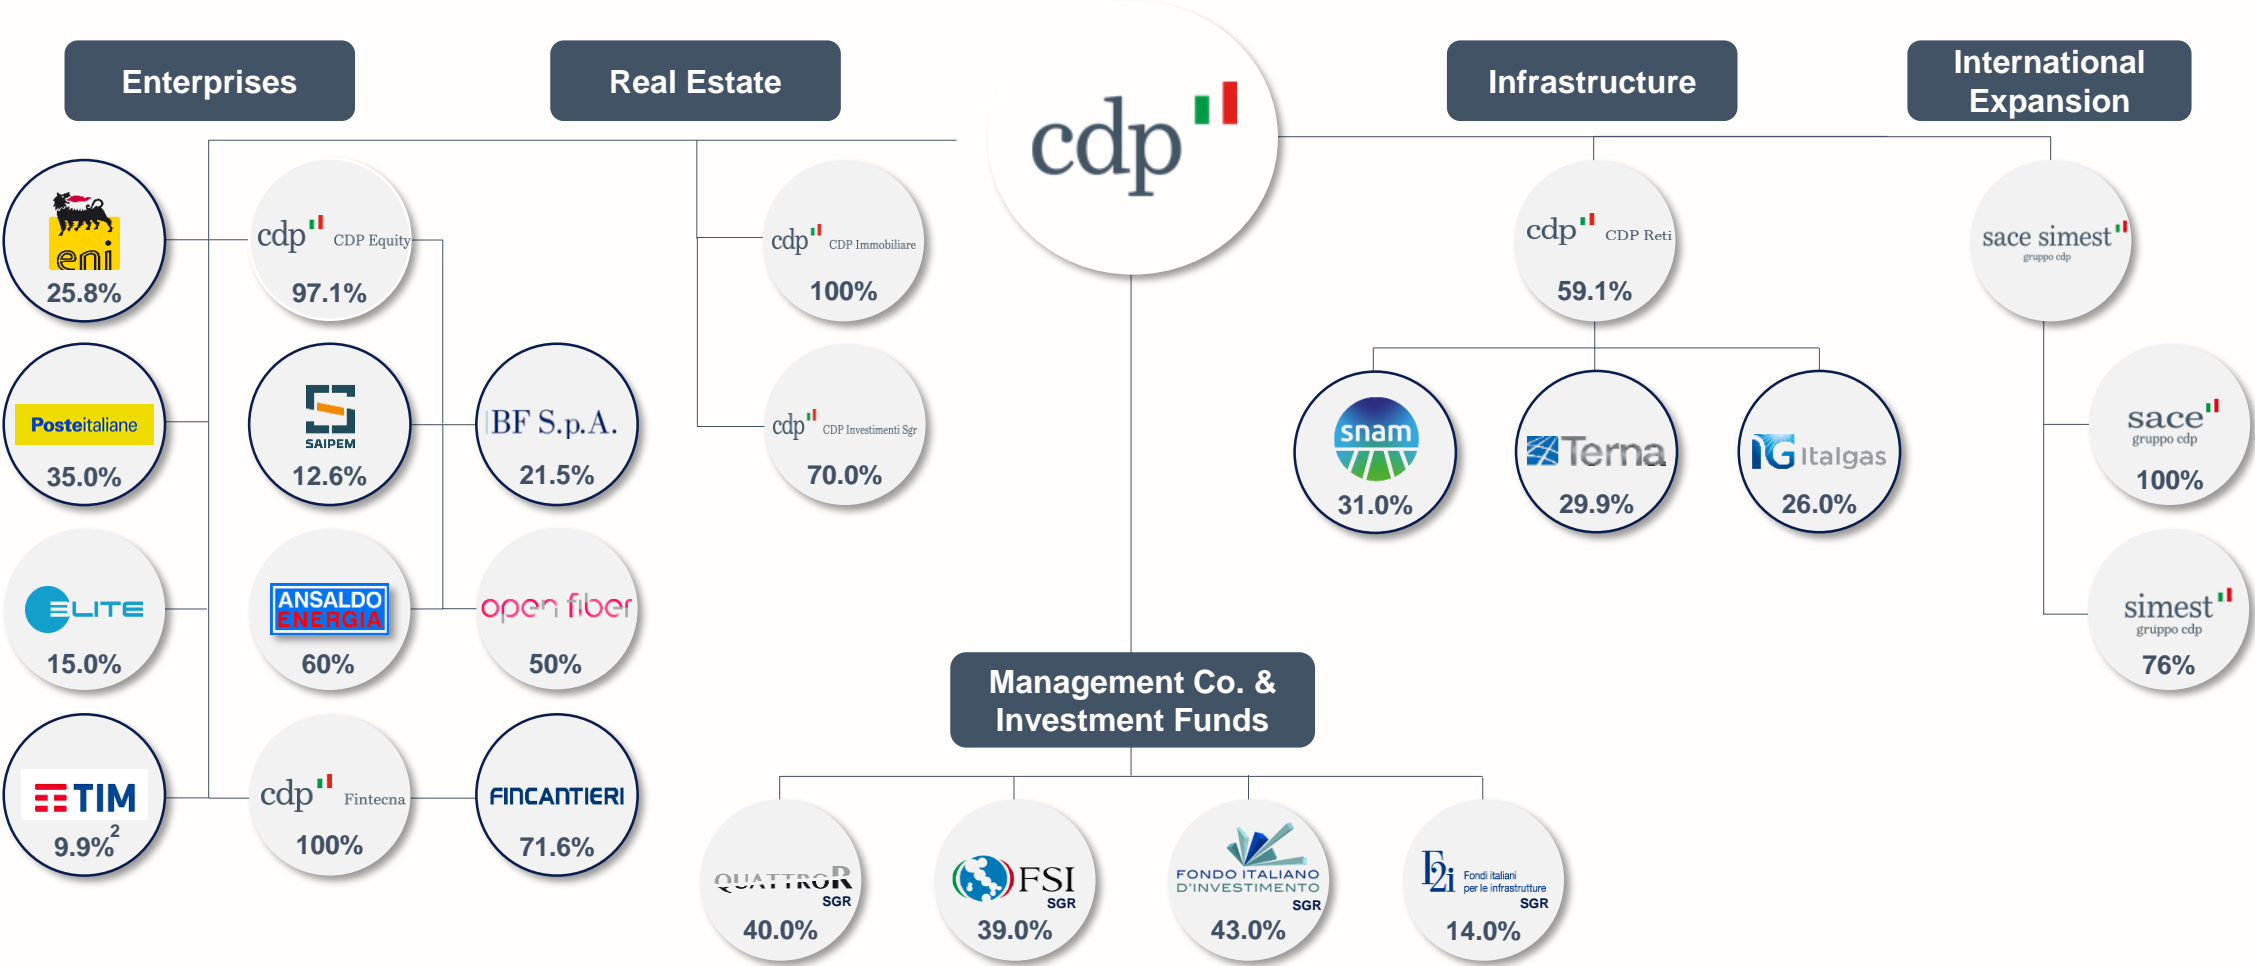 Enterprises
Real Estate
cdp
Infrastructure
International
Expansion
eni
25.8%
cdp CDP Equity
97.1%
cdp CDP Immobiliare
100%
cdp CDP Reti
59.1%
sace simest
gruppo cdp
Posteitaliane
35.0%
SAIPEM
12.6%
BF S.p.A.
21.5%
cdp CDP Investimenti Sgr
70.0%
snam
31.0%
Terna
29.9%
IG Italgas
26.0%
sace
gruppo cdp
100%
ELITE
15.0%
ANSALDO
ENERGIA
60%
open fiber
50%
simest
gruppo cdp
76%
Management Co. &
Investment Funds
TIM
9.9%2
cdp Fintecna
100%
FINCANTIERI
71.6%
QUATTROR
SGR
40.0%
FSI
SGR
39.0%
FONDO ITALIANO
D'INVESTIMENTO
SGR
43.0%
F2i Fondi italiani
per le infrastrutture
SGR
14.0%